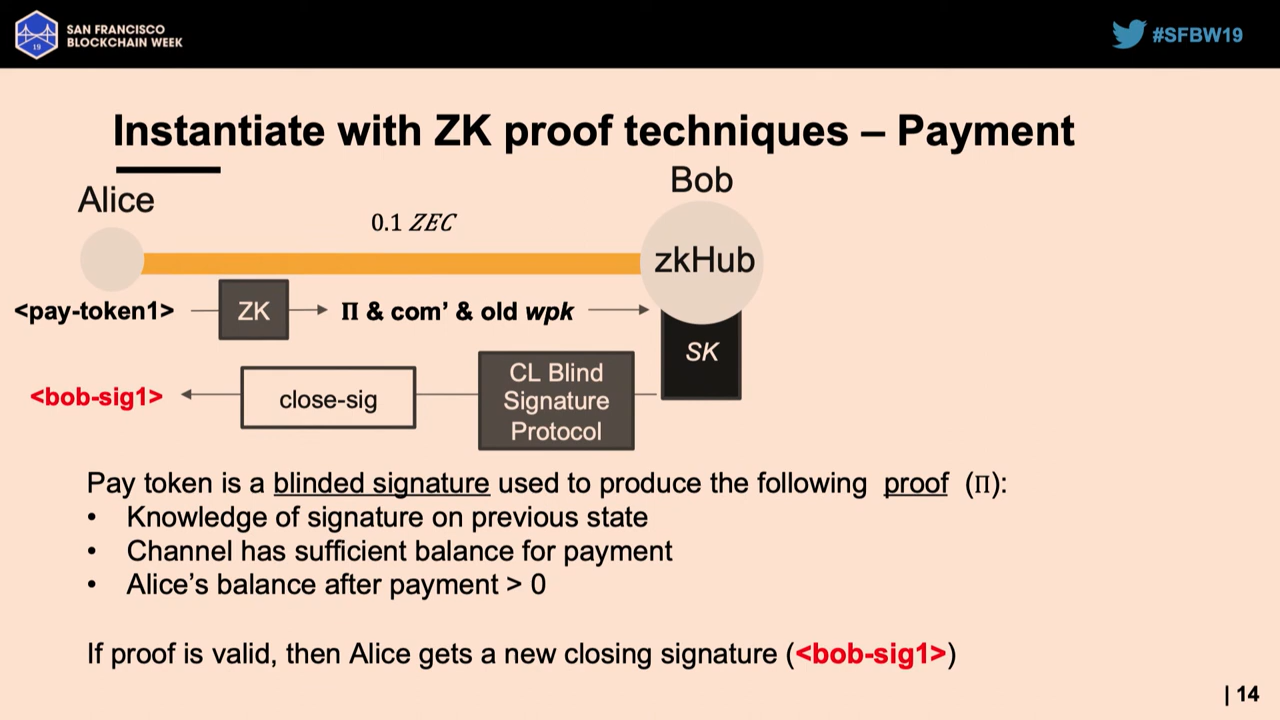 SAN FRANCISCO
BLOCKCHAIN WEEK
19
#SFBW19
Instantiate with ZK proof techniques – Payment
Alice
Bob
0.1 ZEC
zkHub
<pay-token1>
ZK
Π & com’ & old wpk
SK
<bob-sig1>
close-sig
CL Blind
Signature
Protocol
Pay token is a blinded signature used to produce the following proof (Π):
• Knowledge of signature on previous state
• Channel has sufficient balance for payment
• Alice’s balance after payment > 0
If proof is valid, then Alice gets a new closing signature (<bob-sig1>)
| 14